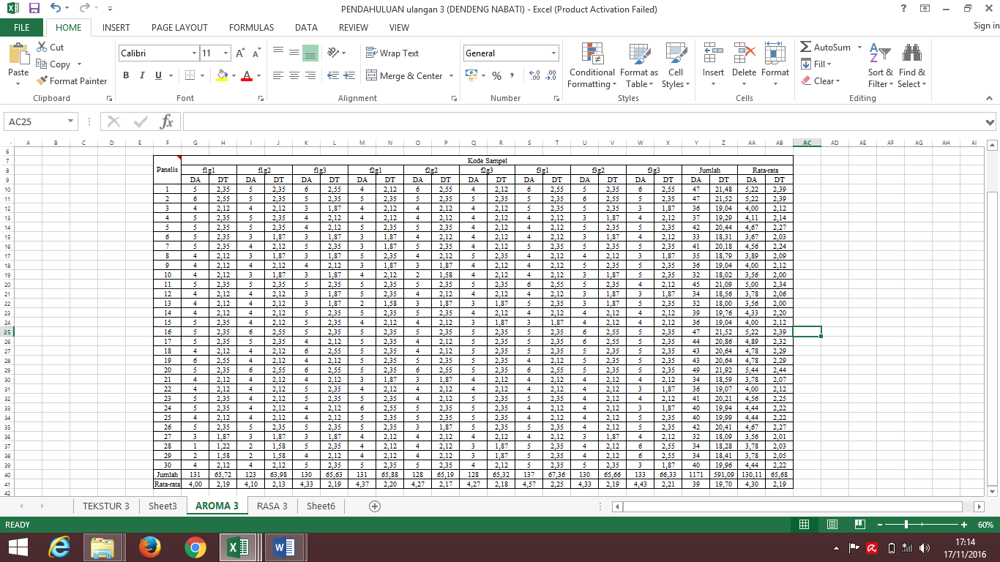 PENDAHULUAN ulangan 3 (DENDENG NABATI) - Excel (Product Activation Failed)
FILE HOME INSERT PAGE LAYOUT FORMULAS DATA REVIEW VIEW Sign in
Cut
Copy
Format Painter
Paste
Clipboard
Calibri 11
B I U
Font
Wrap Text
Merge & Center
Alignment
General
Number
Conditional Formatting
Format as Table
Cell Styles
Styles
Insert Delete Format
Cells
AutoSum
Fill
Clear
Sort & Filter
Find & Select
Editing
AC25
A B C D E F G H I J K L M N O P Q R S T U V W X Y Z AA AB AC AD AE AF AG AH AI
6
7 Kode Sampel
8 Panelis f1g1 f1g2 f1g3 f2g1 f2g2 f2g3 f3g1 f3g2 f3g3 Jumlah Rata-rata
9 DA DT DA DT DA DT DA DT DA DT DA DT DA DT DA DT DA DT DA DT DA DT
10 1 5 2,35 5 2,35 6 2,55 4 2,12 6 2,55 4 2,12 6 2,55 5 2,35 6 2,55 47 21,48 5,22 2,39
11 2 6 2,55 5 2,35 5 2,35 5 2,35 5 2,35 5 2,35 5 2,35 6 2,55 5 2,35 47 21,52 5,22 2,39
12 3 4 2,12 4 2,12 3 1,87 4 2,12 4 2,12 4 2,12 5 2,35 5 2,35 3 1,87 36 19,04 4,00 2,12
13 4 5 2,35 5 2,35 4 2,12 4 2,12 4 2,12 4 2,12 4 2,12 3 1,87 4 2,12 37 19,29 4,11 2,14
14 5 5 2,35 5 2,35 4 2,12 5 2,35 5 2,35 4 2,12 4 2,12 5 2,35 5 2,35 42 20,44 4,67 2,27
15 6 5 2,35 3 1,87 3 1,87 3 1,87 4 2,12 4 2,12 4 2,12 3 1,87 4 2,12 33 18,31 3,67 2,03
16 7 5 2,35 4 2,12 5 2,35 3 1,87 5 2,35 4 2,12 5 2,35 5 2,35 5 2,35 41 20,18 4,56 2,24
17 8 4 2,12 3 1,87 3 1,87 5 2,35 4 2,12 5 2,35 4 2,12 4 2,12 3 1,87 35 18,79 3,89 2,09
18 9 4 2,12 4 2,12 4 2,12 3 1,87 3 1,87 4 2,12 4 2,12 5 2,35 5 2,35 36 19,04 4,00 2,12
19 10 4 2,12 3 1,87 3 1,87 4 2,12 2 1,58 4 2,12 4 2,12 3 1,87 5 2,35 32 18,02 3,56 2,00
20 11 5 2,35 5 2,35 5 2,35 5 2,35 5 2,35 5 2,35 6 2,55 5 2,35 4 2,12 45 21,09 5,00 2,34
21 12 4 2,12 4 2,12 3 1,87 5 2,35 4 2,12 4 2,12 4 2,12 3 1,87 3 1,87 34 18,56 3,78 2,06
22 13 4 2,12 4 2,12 3 1,87 2 1,58 3 1,87 3 1,87 5 2,35 3 1,87 5 2,35 32 18,00 3,56 2,00
23 14 4 2,12 4 2,12 5 2,35 5 2,35 5 2,35 4 2,12 4 2,12 4 2,12 4 2,12 39 19,76 4,33 2,20
24 15 5 2,35 4 2,12 5 2,35 4 2,12 4 2,12 3 1,87 3 1,87 4 2,12 4 2,12 36 19,04 4,00 2,12
25 16 5 2,35 6 2,55 5 2,35 5 2,35 5 2,35 5 2,35 5 2,35 6 2,55 5 2,35 47 21,52 5,22 2,39
26 17 5 2,35 5 2,35 4 2,12 5 2,35 4 2,12 5 2,35 5 2,35 6 2,55 5 2,35 44 20,86 4,89 2,32
27 18 4 2,12 4 2,12 6 2,55 5 2,35 4 2,12 5 2,35 5 2,35 5 2,35 5 2,35 43 20,64 4,78 2,29
28 19 6 2,55 4 2,12 4 2,12 5 2,35 5 2,35 5 2,35 4 2,12 5 2,35 5 2,35 43 20,64 4,78 2,29
29 20 5 2,35 6 2,55 6 2,55 5 2,35 6 2,55 5 2,35 6 2,55 5 2,35 5 2,35 49 21,92 5,44 2,44
30 21 4 2,12 4 2,12 4 2,12 3 1,87 3 1,87 4 2,12 4 2,12 4 2,12 4 2,12 34 18,59 3,78 2,07
31 22 4 2,12 4 2,12 5 2,35 4 2,12 4 2,12 4 2,12 4 2,12 4 2,12 3 1,87 36 19,07 4,00 2,12
32 23 5 2,35 4 2,12 5 2,35 5 2,35 4 2,12 5 2,35 5 2,35 4 2,12 4 2,12 41 20,21 4,56 2,25
33 24 5 2,35 4 2,12 4 2,12 6 2,55 5 2,35 5 2,35 4 2,12 4 2,12 3 1,87 40 19,94 4,44 2,22
34 25 4 2,12 4 2,12 4 2,12 5 2,35 5 2,35 5 2,35 4 2,12 4 2,12 5 2,35 40 19,99 4,44 2,22
35 26 5 2,35 5 2,35 5 2,35 5 2,35 3 1,87 5 2,35 5 2,35 4 2,12 5 2,35 42 20,41 4,67 2,27
36 27 3 1,87 3 1,87 3 1,87 4 2,12 4 2,12 4 2,12 4 2,12 3 1,87 4 2,12 32 18,09 3,56 2,01
37 28 1 1,22 2 1,58 5 2,35 4 2,12 4 2,12 3 1,87 5 2,35 4 2,12 6 2,55 34 18,28 3,78 2,03
38 29 2 1,58 2 1,58 4 2,12 4 2,12 4 2,12 3 1,87 5 2,35 4 2,12 6 2,55 34 18,41 3,78 2,05
39 30 4 2,12 4 2,12 5 2,35 5 2,35 5 2,35 4 2,12 5 2,35 5 2,35 3 1,87 40 19,96 4,44 2,22
40 Jumlah 131 65,72 123 63,98 130 65,63 131 65,88 128 65,19 128 65,32 137 67,36 130 65,66 133 66,33 1171 591,09 130,11 65,68
41 Rata-rata 4,00 2,19 4,10 2,13 4,33 2,19 4,37 2,20 4,27 2,17 4,27 2,18 4,57 2,25 4,33 2,19 4,43 2,21 39 19,70 4,30 2,19
42
TEKSTUR 3 Sheet3 AROMA 3 RASA 3 Sheet6
READY 60%
17:14
17/11/2016